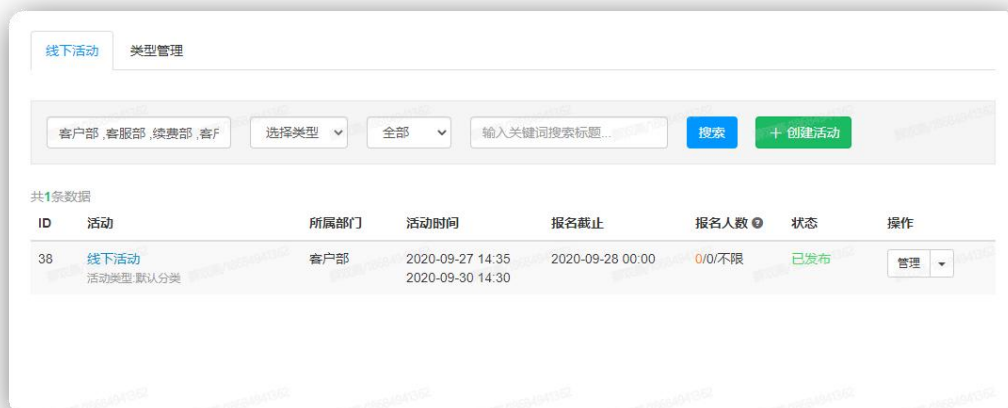 线下活动 类型管理
客户部 ,客服部 ,续费部 ,客户 选择类型 全部 输入关键词搜索标题... 搜索 + 创建活动
共1条数据
ID 活动 所属部门 活动时间 报名截止 报名人数 状态 操作
38 线下活动 客户部 2020-09-27 14:35 2020-09-28 00:00 0/0/不限 已发布 管理
活动类型:默认分类 2020-09-30 14:30